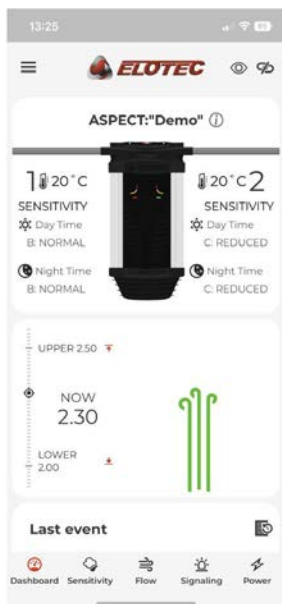 13:25
ELOTEC
ASPECT:"Demo"
1 20°C
20°C 2
SENSITIVITY
SENSITIVITY
Day Time
Day Time
B: NORMAL
C: REDUCED
Night Time
Night Time
B: NORMAL
C: REDUCED
UPPER 2.50
NOW
2.30
LOWER
2.00
Last event
Dashboard
Sensitivity
Flow
Signaling
Power